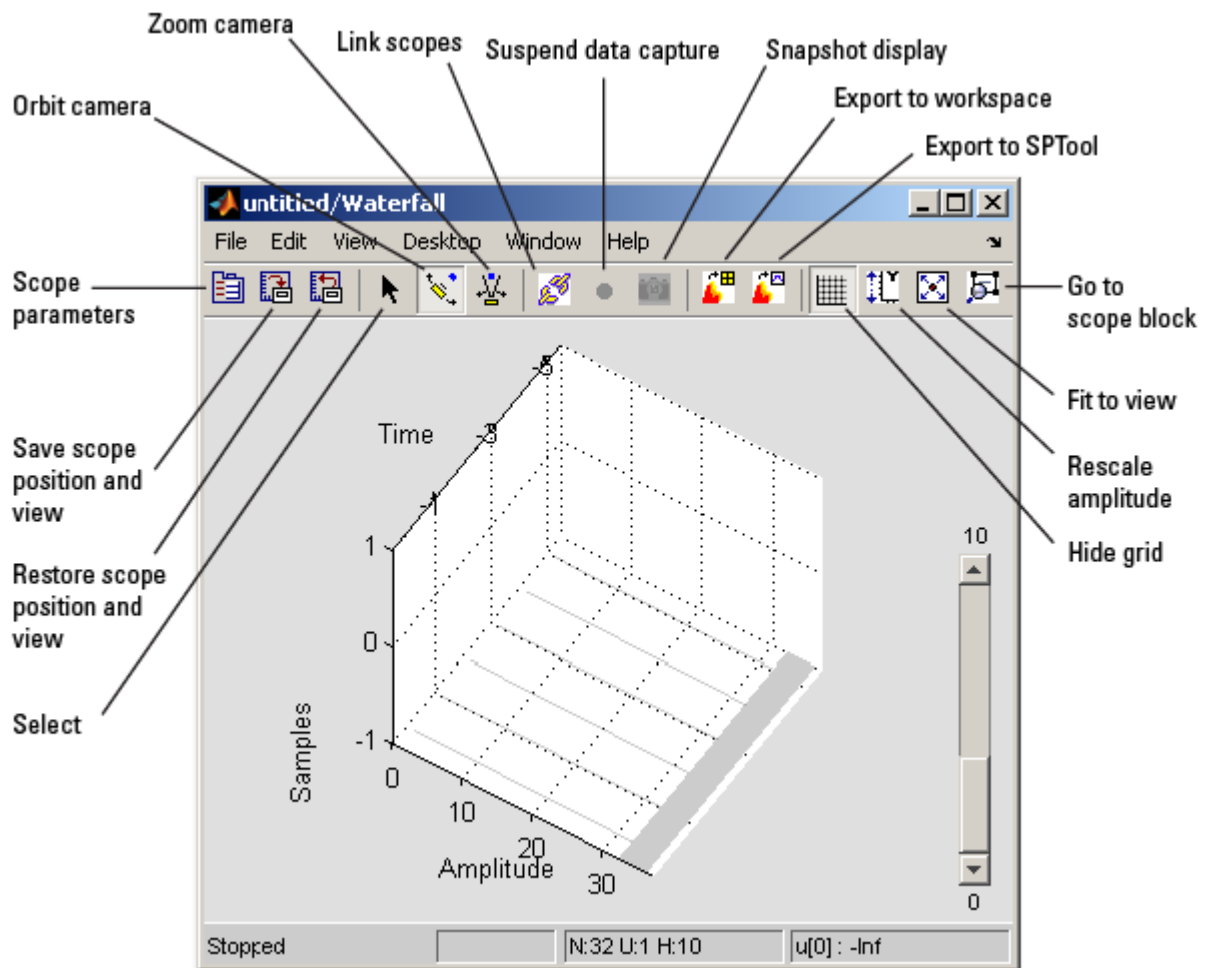 Zoom camera
Link scopes
Suspend data capture
Snapshot display
Orbit camera
Export to workspace
Export to SPTool
untitled/Waterfall
File Edit View Desktop Window Help
Scope
parameters
Go to
scope block
Save scope
position and
view
Restore scope
position and
view
Select
Fit to view
Rescale
amplitude
Hide grid
-5
Time
-3
-1
1
0
-1
Samples
0
10
20
30
Amplitude
10
0
Stopped
N:32 U:1 H:10
u[0] : -Inf